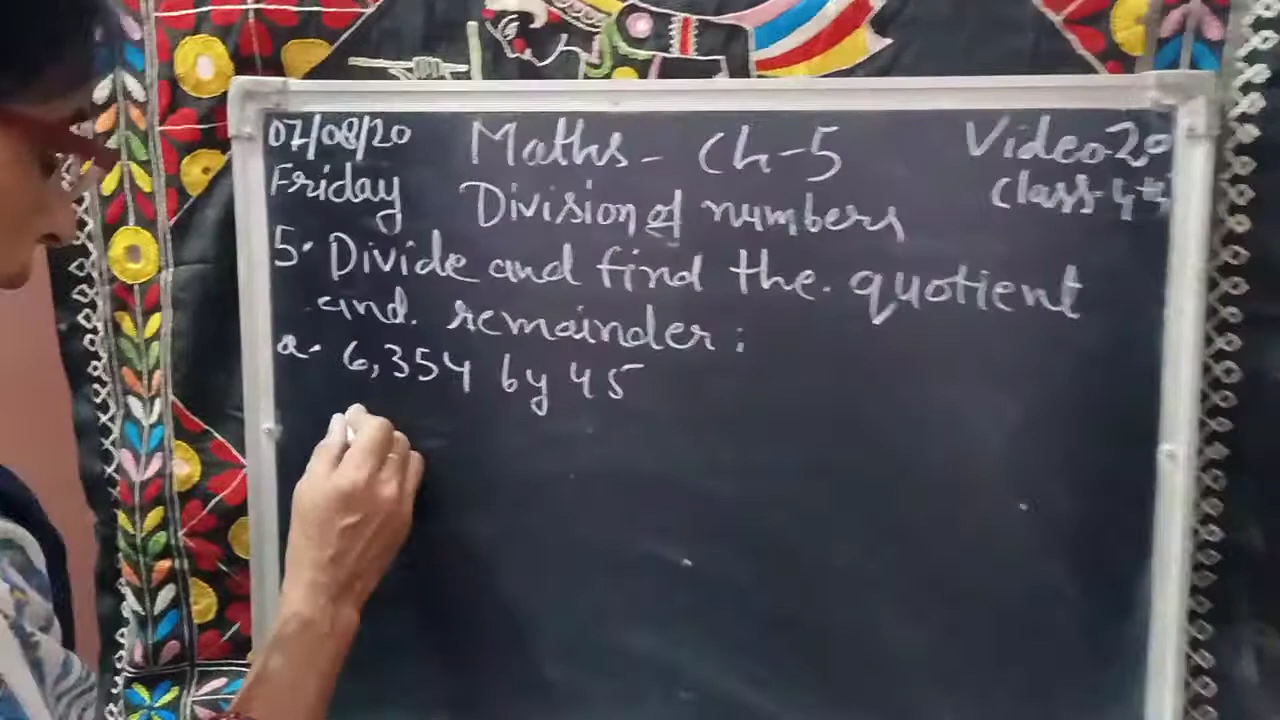 07/08/20 Maths - Ch-5 Video-20
Friday Division of numbers Class-4th
5. Divide and find the quotient
and remainder:
a. 6,354 by 45